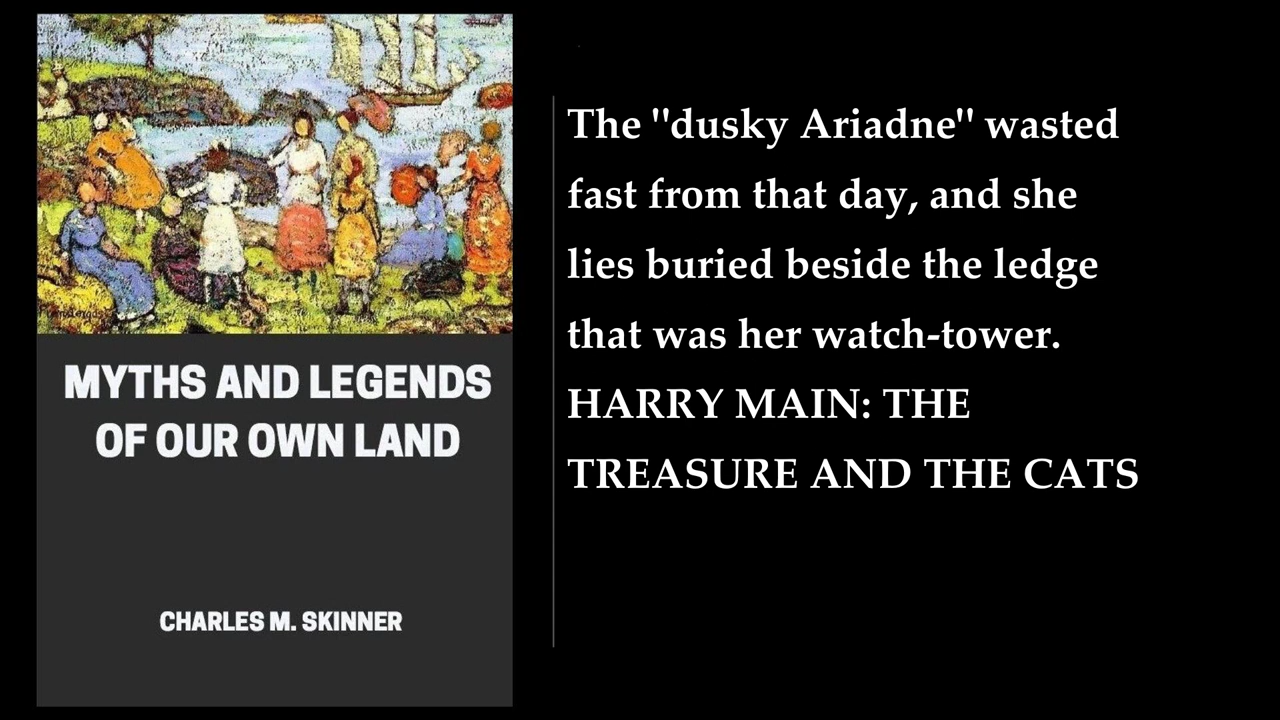 MYTHS AND LEGENDS
OF OUR OWN LAND
CHARLES M. SKINNER
The "dusky Ariadne" wasted
fast from that day, and she
lies buried beside the ledge
that was her watch-tower.
HARRY MAIN: THE
TREASURE AND THE CATS